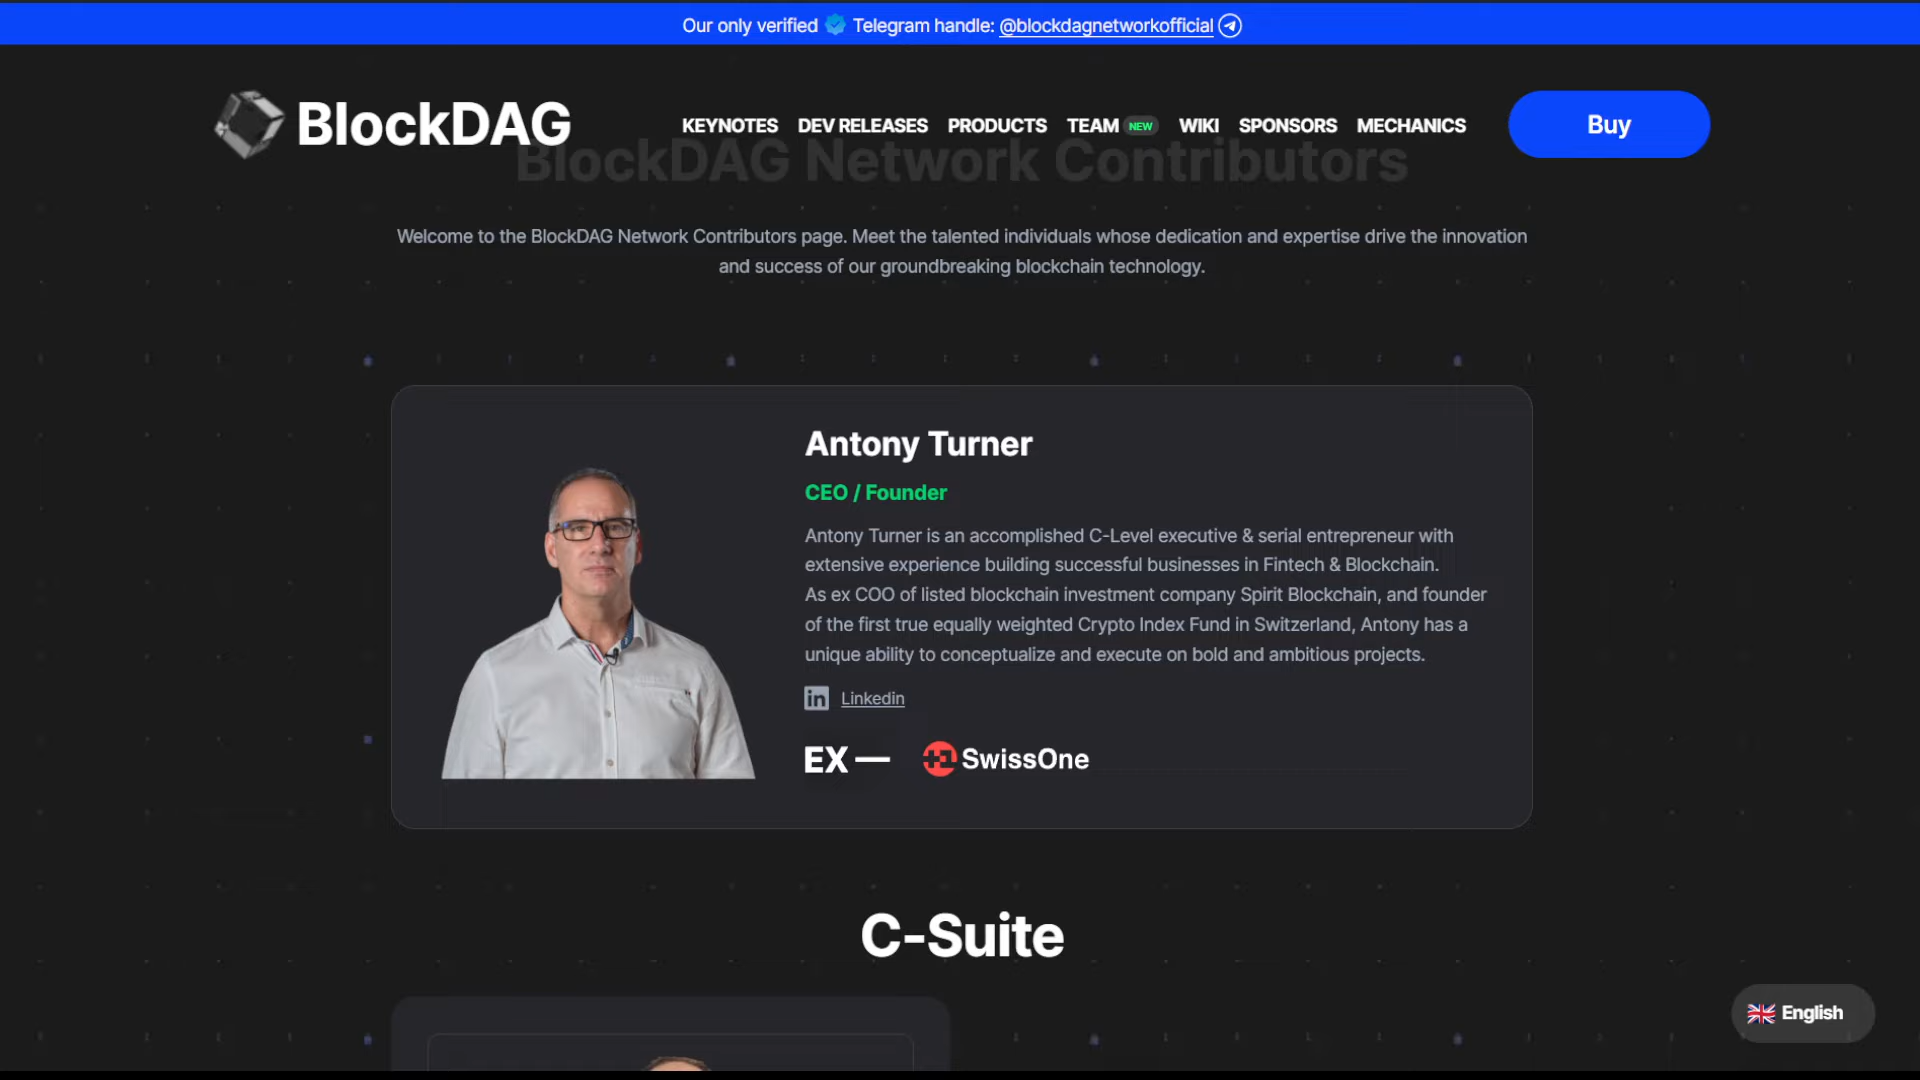 Our only verified Telegram handle: @blockdagnetworkofficial
BlockDAG
KEYNOTES DEV RELEASES PRODUCTS TEAM NEW WIKI SPONSORS MECHANICS
Buy
BlockDAG Network Contributors
Welcome to the BlockDAG Network Contributors page. Meet the talented individuals whose dedication and expertise drive the innovation
and success of our groundbreaking blockchain technology.
Antony Turner
CEO / Founder
Antony Turner is an accomplished C-Level executive & serial entrepreneur with
extensive experience building successful businesses in Fintech & Blockchain.
As ex COO of listed blockchain investment company Spirit Blockchain, and founder
of the first true equally weighted Crypto Index Fund in Switzerland, Antony has a
unique ability to conceptualize and execute on bold and ambitious projects.
in Linkedin
EX — SwissOne
C-Suite
English